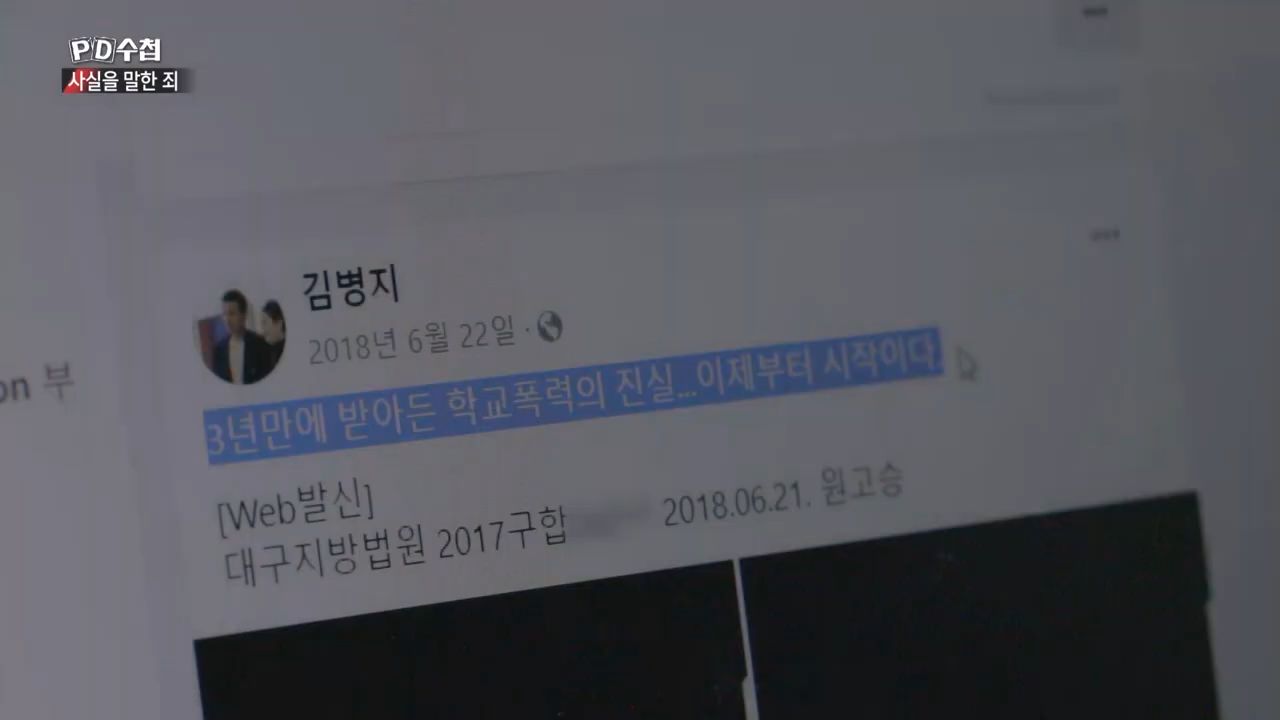 PD수첩
사실을 말한 죄
김병지
2018년 6월 22일 ·
3년만에 받아든 학교폭력의 진실...이제부터 시작이다.
on 부
[Web발신]
대구지방법원 2017구합 2018.06.21. 원고승